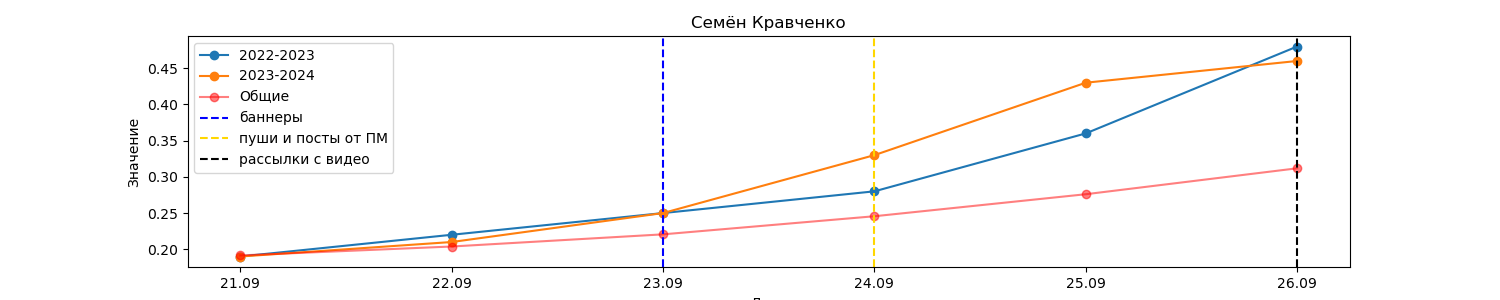 Семён Кравченко
2022-2023
2023-2024
Общие
баннеры
пуши и посты от ПМ
рассылки с видео
Значение
0.45
0.40
0.35
0.30
0.25
0.20
21.09
22.09
23.09
24.09
25.09
26.09